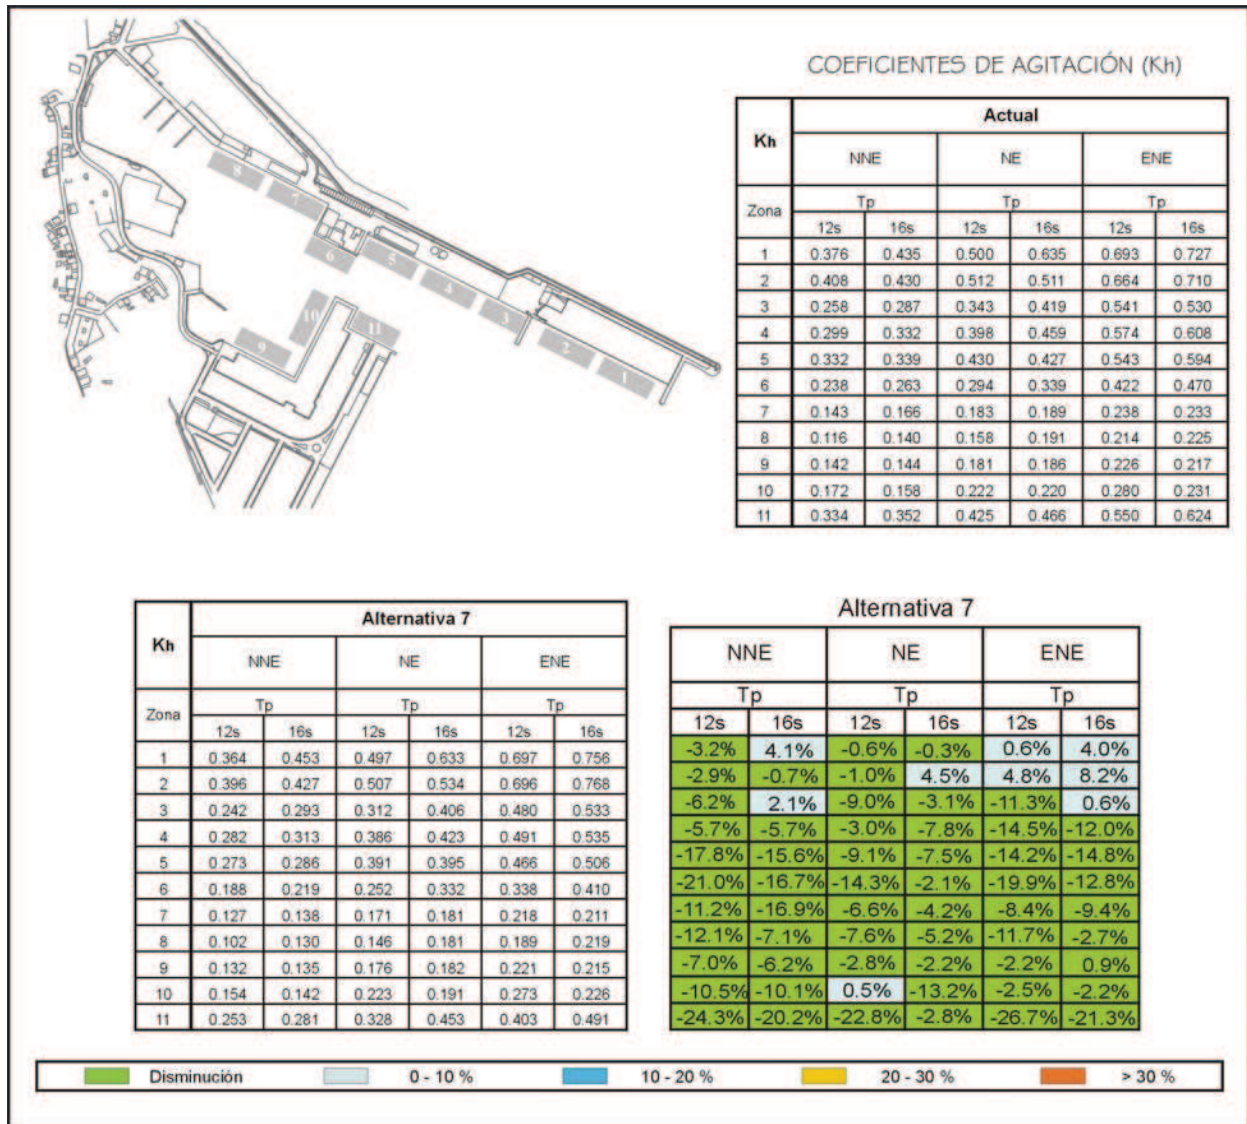 COEFICIENTES DE AGITACIÓN (Kh)
8
7
6
5
4
3
2
1
10
11
9
Kh Actual
NNE NE ENE
Zona Tp Tp Tp
12s 16s 12s 16s 12s 16s
1 0.376 0.435 0.500 0.635 0.693 0.727
2 0.408 0.430 0.512 0.511 0.664 0.710
3 0.258 0.287 0.343 0.419 0.541 0.530
4 0.299 0.332 0.398 0.459 0.574 0.608
5 0.332 0.339 0.430 0.427 0.543 0.594
6 0.238 0.263 0.294 0.339 0.422 0.470
7 0.143 0.166 0.183 0.189 0.238 0.233
8 0.116 0.140 0.158 0.191 0.214 0.225
9 0.142 0.144 0.181 0.186 0.226 0.217
10 0.172 0.158 0.222 0.220 0.280 0.231
11 0.334 0.352 0.425 0.466 0.550 0.624
Kh Alternativa 7
NNE NE ENE
Zona Tp Tp Tp
12s 16s 12s 16s 12s 16s
1 0.364 0.453 0.497 0.633 0.697 0.756
2 0.396 0.427 0.507 0.534 0.696 0.768
3 0.242 0.293 0.312 0.406 0.480 0.533
4 0.282 0.313 0.386 0.423 0.491 0.535
5 0.273 0.286 0.391 0.395 0.466 0.506
6 0.188 0.219 0.252 0.332 0.338 0.410
7 0.127 0.138 0.171 0.181 0.218 0.211
8 0.102 0.130 0.146 0.181 0.189 0.219
9 0.132 0.135 0.176 0.182 0.221 0.215
10 0.154 0.142 0.223 0.191 0.273 0.226
11 0.253 0.281 0.328 0.453 0.403 0.491
Alternativa 7
NNE NE ENE
Tp Tp Tp
12s 16s 12s 16s 12s 16s
-3.2% 4.1% -0.6% -0.3% 0.6% 4.0%
-2.9% -0.7% -1.0% 4.5% 4.8% 8.2%
-6.2% 2.1% -9.0% -3.1% -11.3% 0.6%
-5.7% -5.7% -3.0% -7.8% -14.5% -12.0%
-17.8% -15.6% -9.1% -7.5% -14.2% -14.8%
-21.0% -16.7% -14.3% -2.1% -19.9% -12.8%
-11.2% -16.9% -6.6% -4.2% -8.4% -9.4%
-12.1% -7.1% -7.6% -5.2% -11.7% -2.7%
-7.0% -6.2% -2.8% -2.2% -2.2% 0.9%
-10.5% -10.1% 0.5% -13.2% -2.5% -2.2%
-24.3% -20.2% -22.8% -2.8% -26.7% -21.3%
Disminución 0 - 10 % 10 - 20 % 20 - 30 % > 30 %